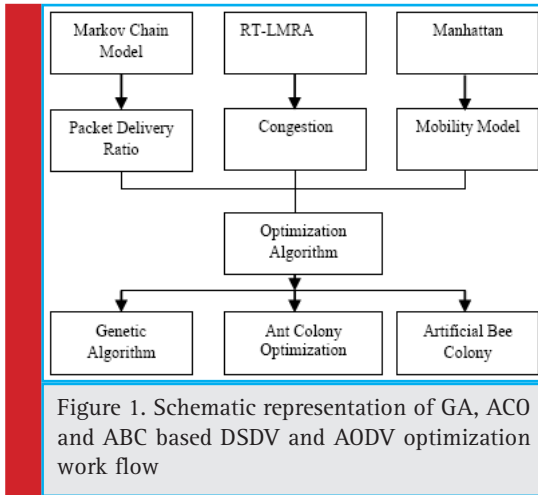 Markov Chain
Model
RT-LMRA
Manhattan
Packet Delivery
Ratio
Congestion
Mobility Model
Optimization
Algorithm
Genetic
Algorithm
Ant Colony
Optimization
Artificial Bee
Colony
Figure 1. Schematic representation of GA, ACO
and ABC based DSDV and AODV optimization
work flow